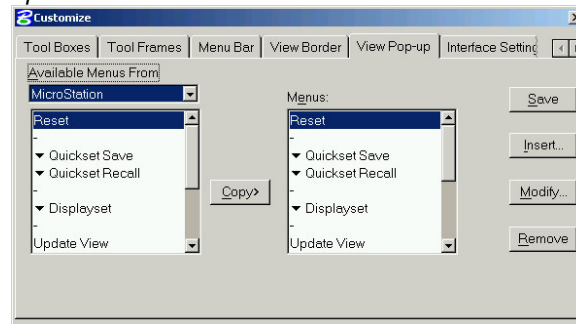 Customize
Tool Boxes Tool Frames Menu Bar View Border View Pop-up Interface
Available Menus From
MicroStation
Menus:
Save
Reset
-
Quickset Save
Quickset Recall
-
Displayset
-
Update View
Copy>
Reset
-
Quickset Save
Quickset Recall
-
Displayset
-
Update View
Insert...
Modify...
Remove